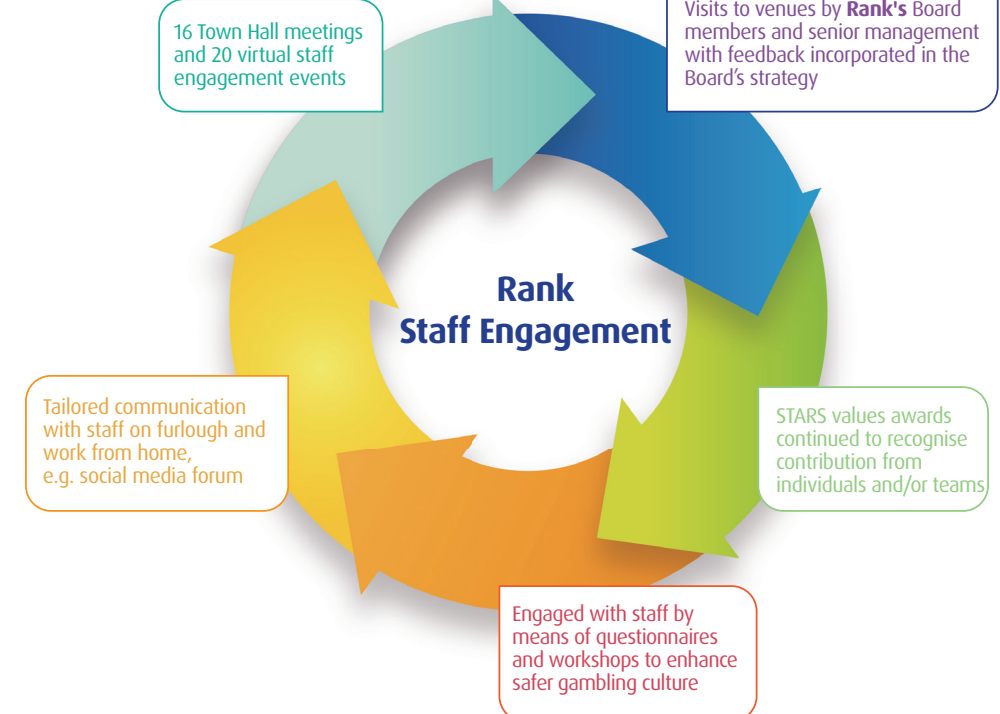 16 Town Hall meetings
and 20 virtual staff
engagement events
Visits to venues by Rank's Board
members and senior management
with feedback incorporated in the
Board's strategy
Rank
Staff Engagement
Tailored communication
with staff on furlough and
work from home,
e.g. social media forum
STARS values awards
continued to recognise
contribution from
individuals and/or teams
Engaged with staff by
means of questionnaires
and workshops to enhance
safer gambling culture